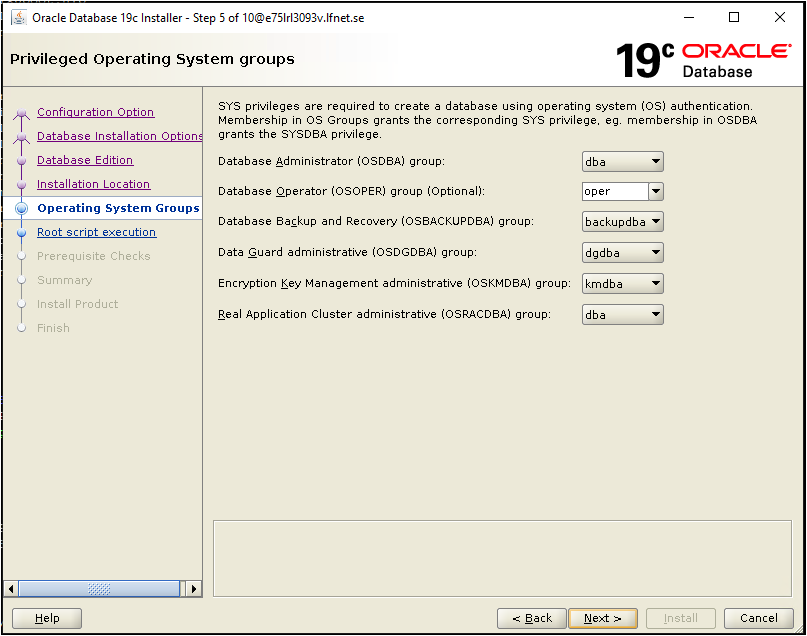 Oracle Database 19c Installer - Step 5 of 10@e75lrl3093v.lfnet.se
Privileged Operating System groups
19c ORACLE
Database
Configuration Option
Database Installation Options
Database Edition
Installation Location
Operating System Groups
Root script execution
Prerequisite Checks
Summary
Install Product
Finish
SYS privileges are required to create a database using operating system (OS) authentication.
Membership in OS Groups grants the corresponding SYS privilege, eg. membership in OSDBA
grants the SYSDBA privilege.
Database Administrator (OSDBA) group: dba
Database Operator (OSOPER) group (Optional): oper
Database Backup and Recovery (OSBACKUPDBA) group: backupdba
Data Guard administrative (OSDGDBA) group: dgdba
Encryption Key Management administrative (OSKMDBA) group: kmdba
Real Application Cluster administrative (OSRACDBA) group: dba
Help
< Back Next > Install Cancel